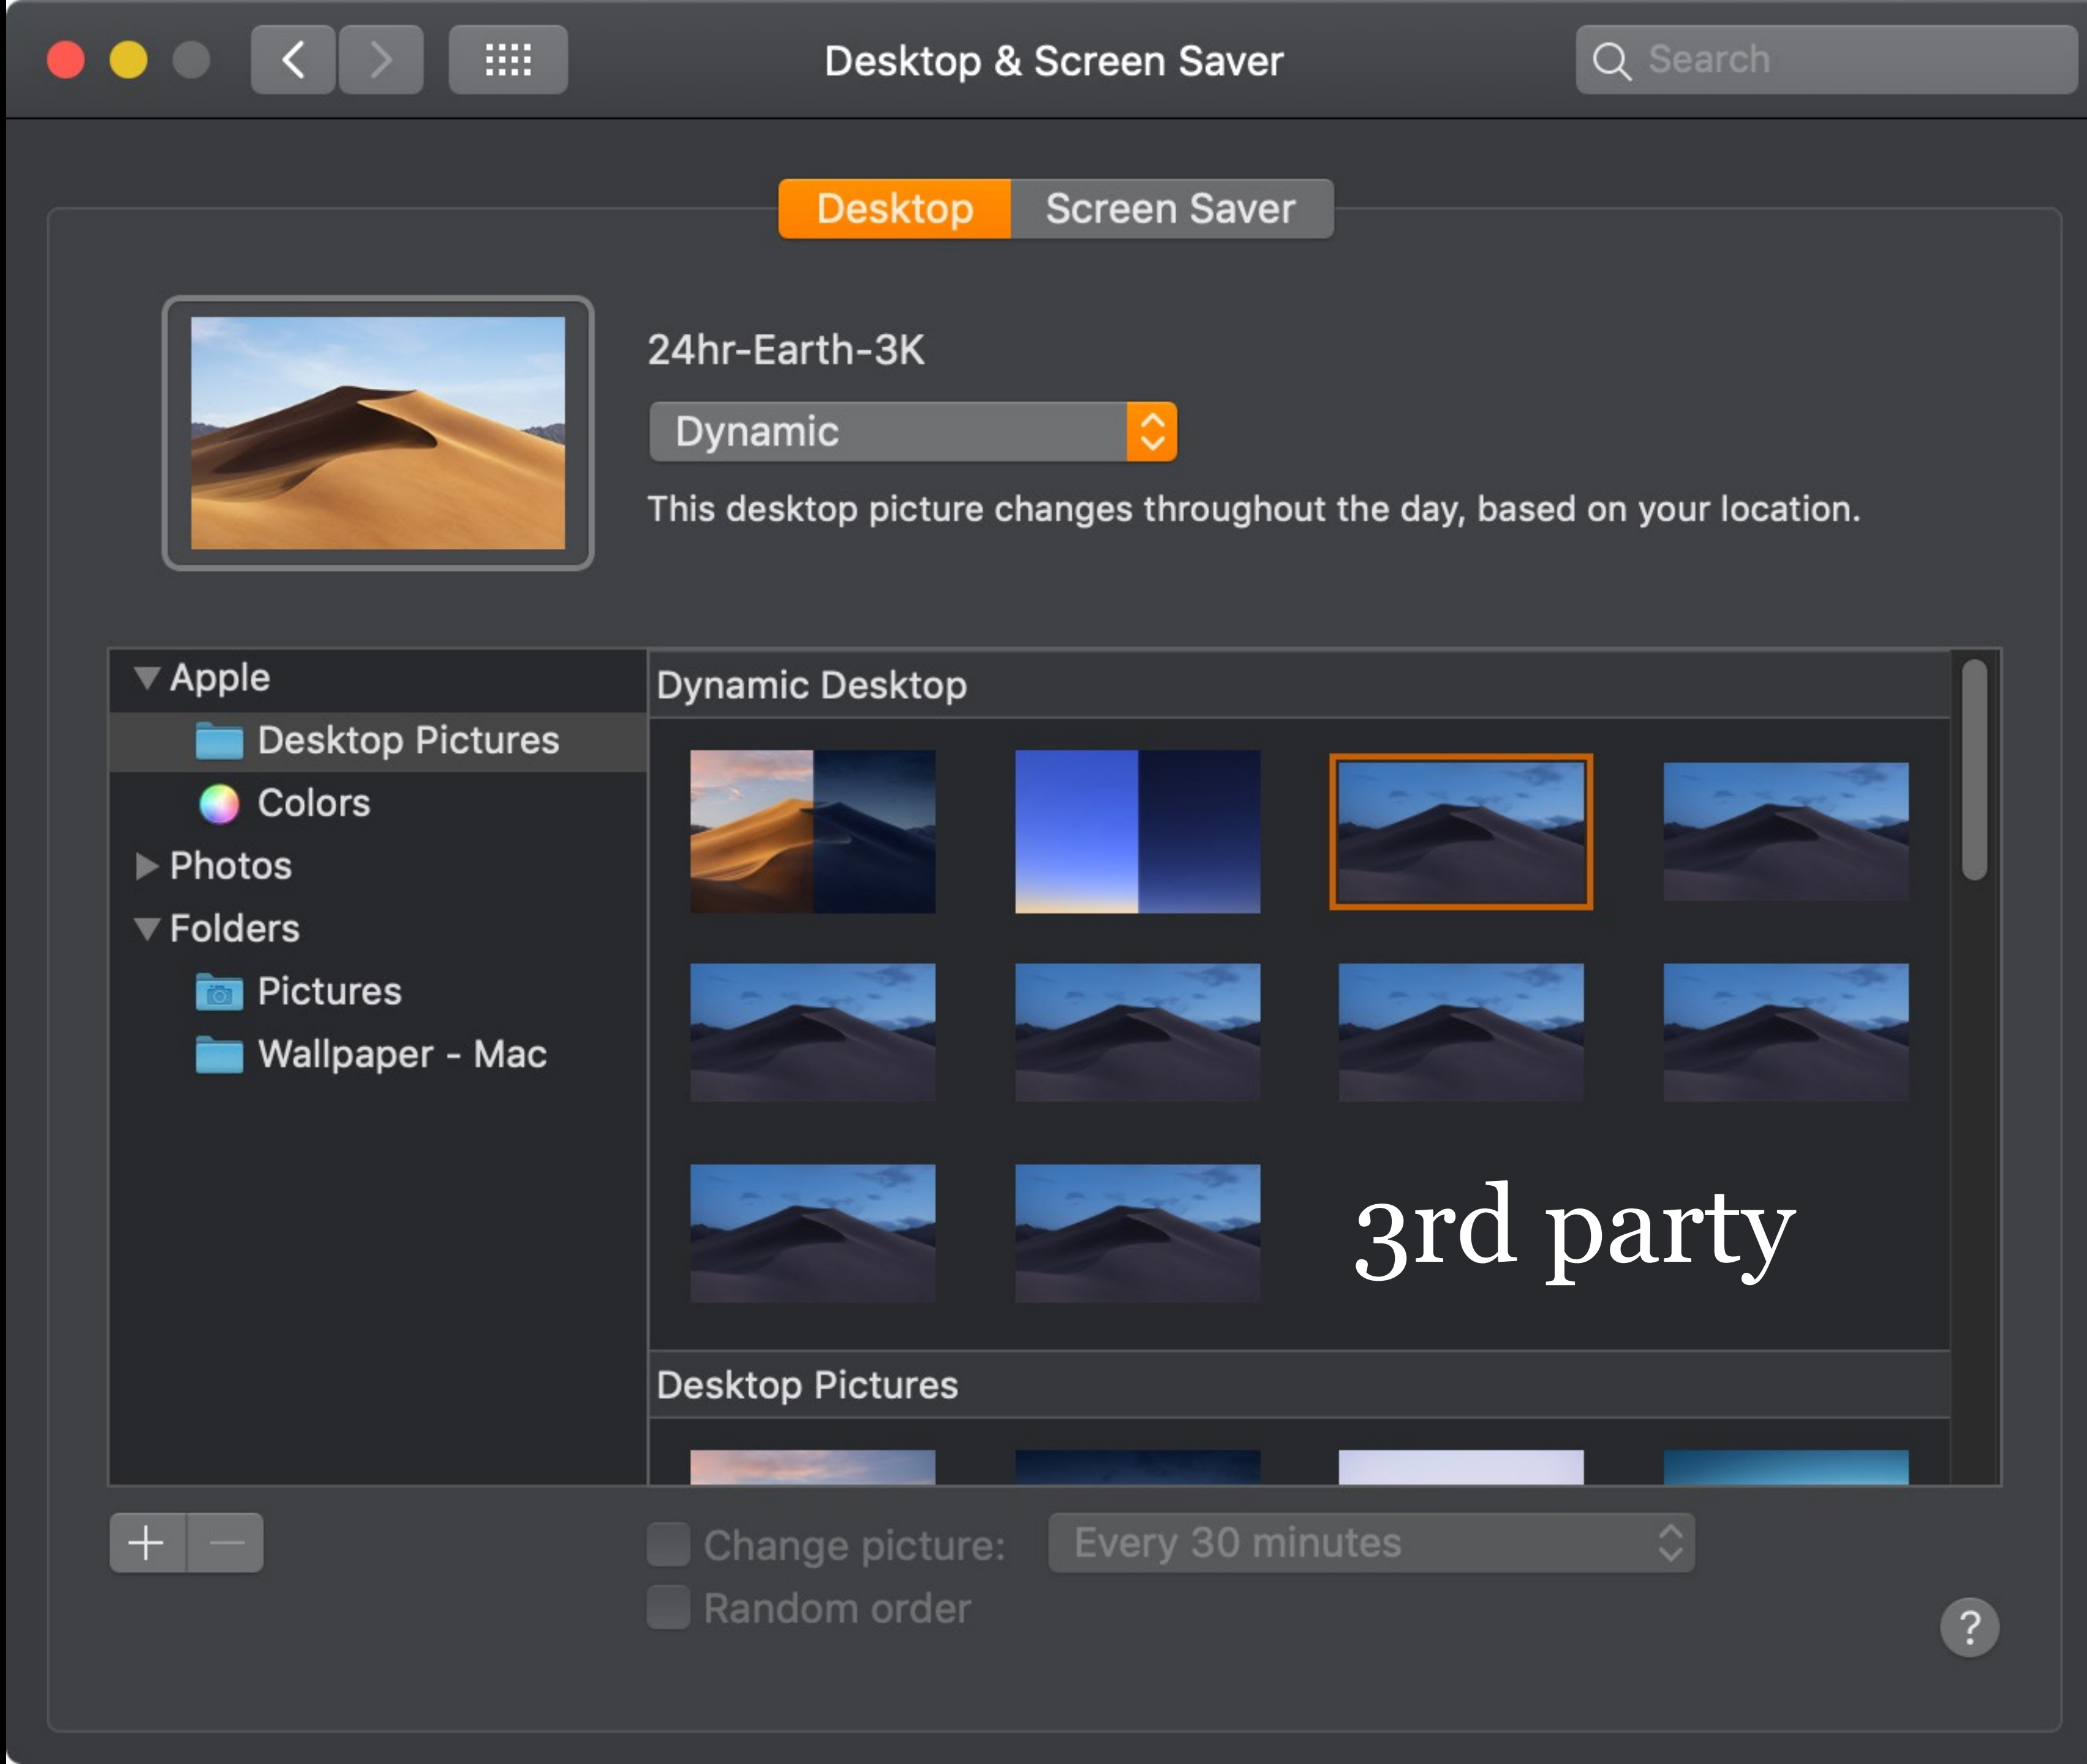 Desktop & Screen Saver
Search
Desktop
Screen Saver
24hr-Earth-3K
Dynamic
This desktop picture changes throughout the day, based on your location.
Apple
Desktop Pictures
Colors
Photos
Folders
Pictures
Wallpaper - Mac
Dynamic Desktop
3rd party
Desktop Pictures
Change picture:
Every 30 minutes
Random order
?